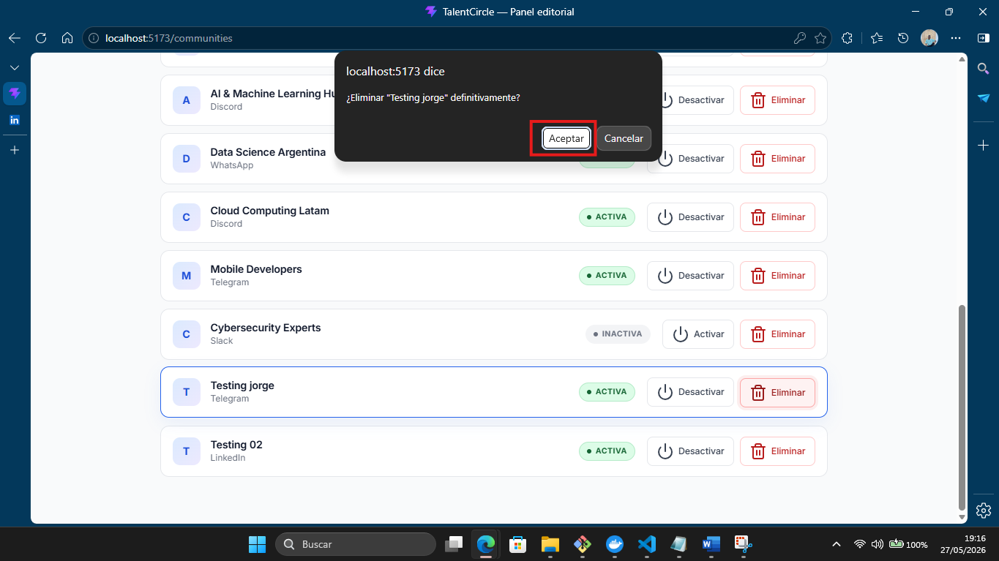 TalentCircle — Panel editorial
localhost:5173/communities
localhost:5173 dice
¿Eliminar "Testing jorge" definitivamente?
Aceptar
Cancelar
A
AI & Machine Learning
Discord
Desactivar
Eliminar
D
Data Science Argentina
WhatsApp
Desactivar
Eliminar
C
Cloud Computing Latam
Discord
ACTIVA
Desactivar
Eliminar
M
Mobile Developers
Telegram
ACTIVA
Desactivar
Eliminar
C
Cybersecurity Experts
Slack
INACTIVA
Activar
Eliminar
T
Testing jorge
Telegram
ACTIVA
Desactivar
Eliminar
T
Testing 02
LinkedIn
ACTIVA
Desactivar
Eliminar
in
Buscar
W
100%
19:16
27/05/2026